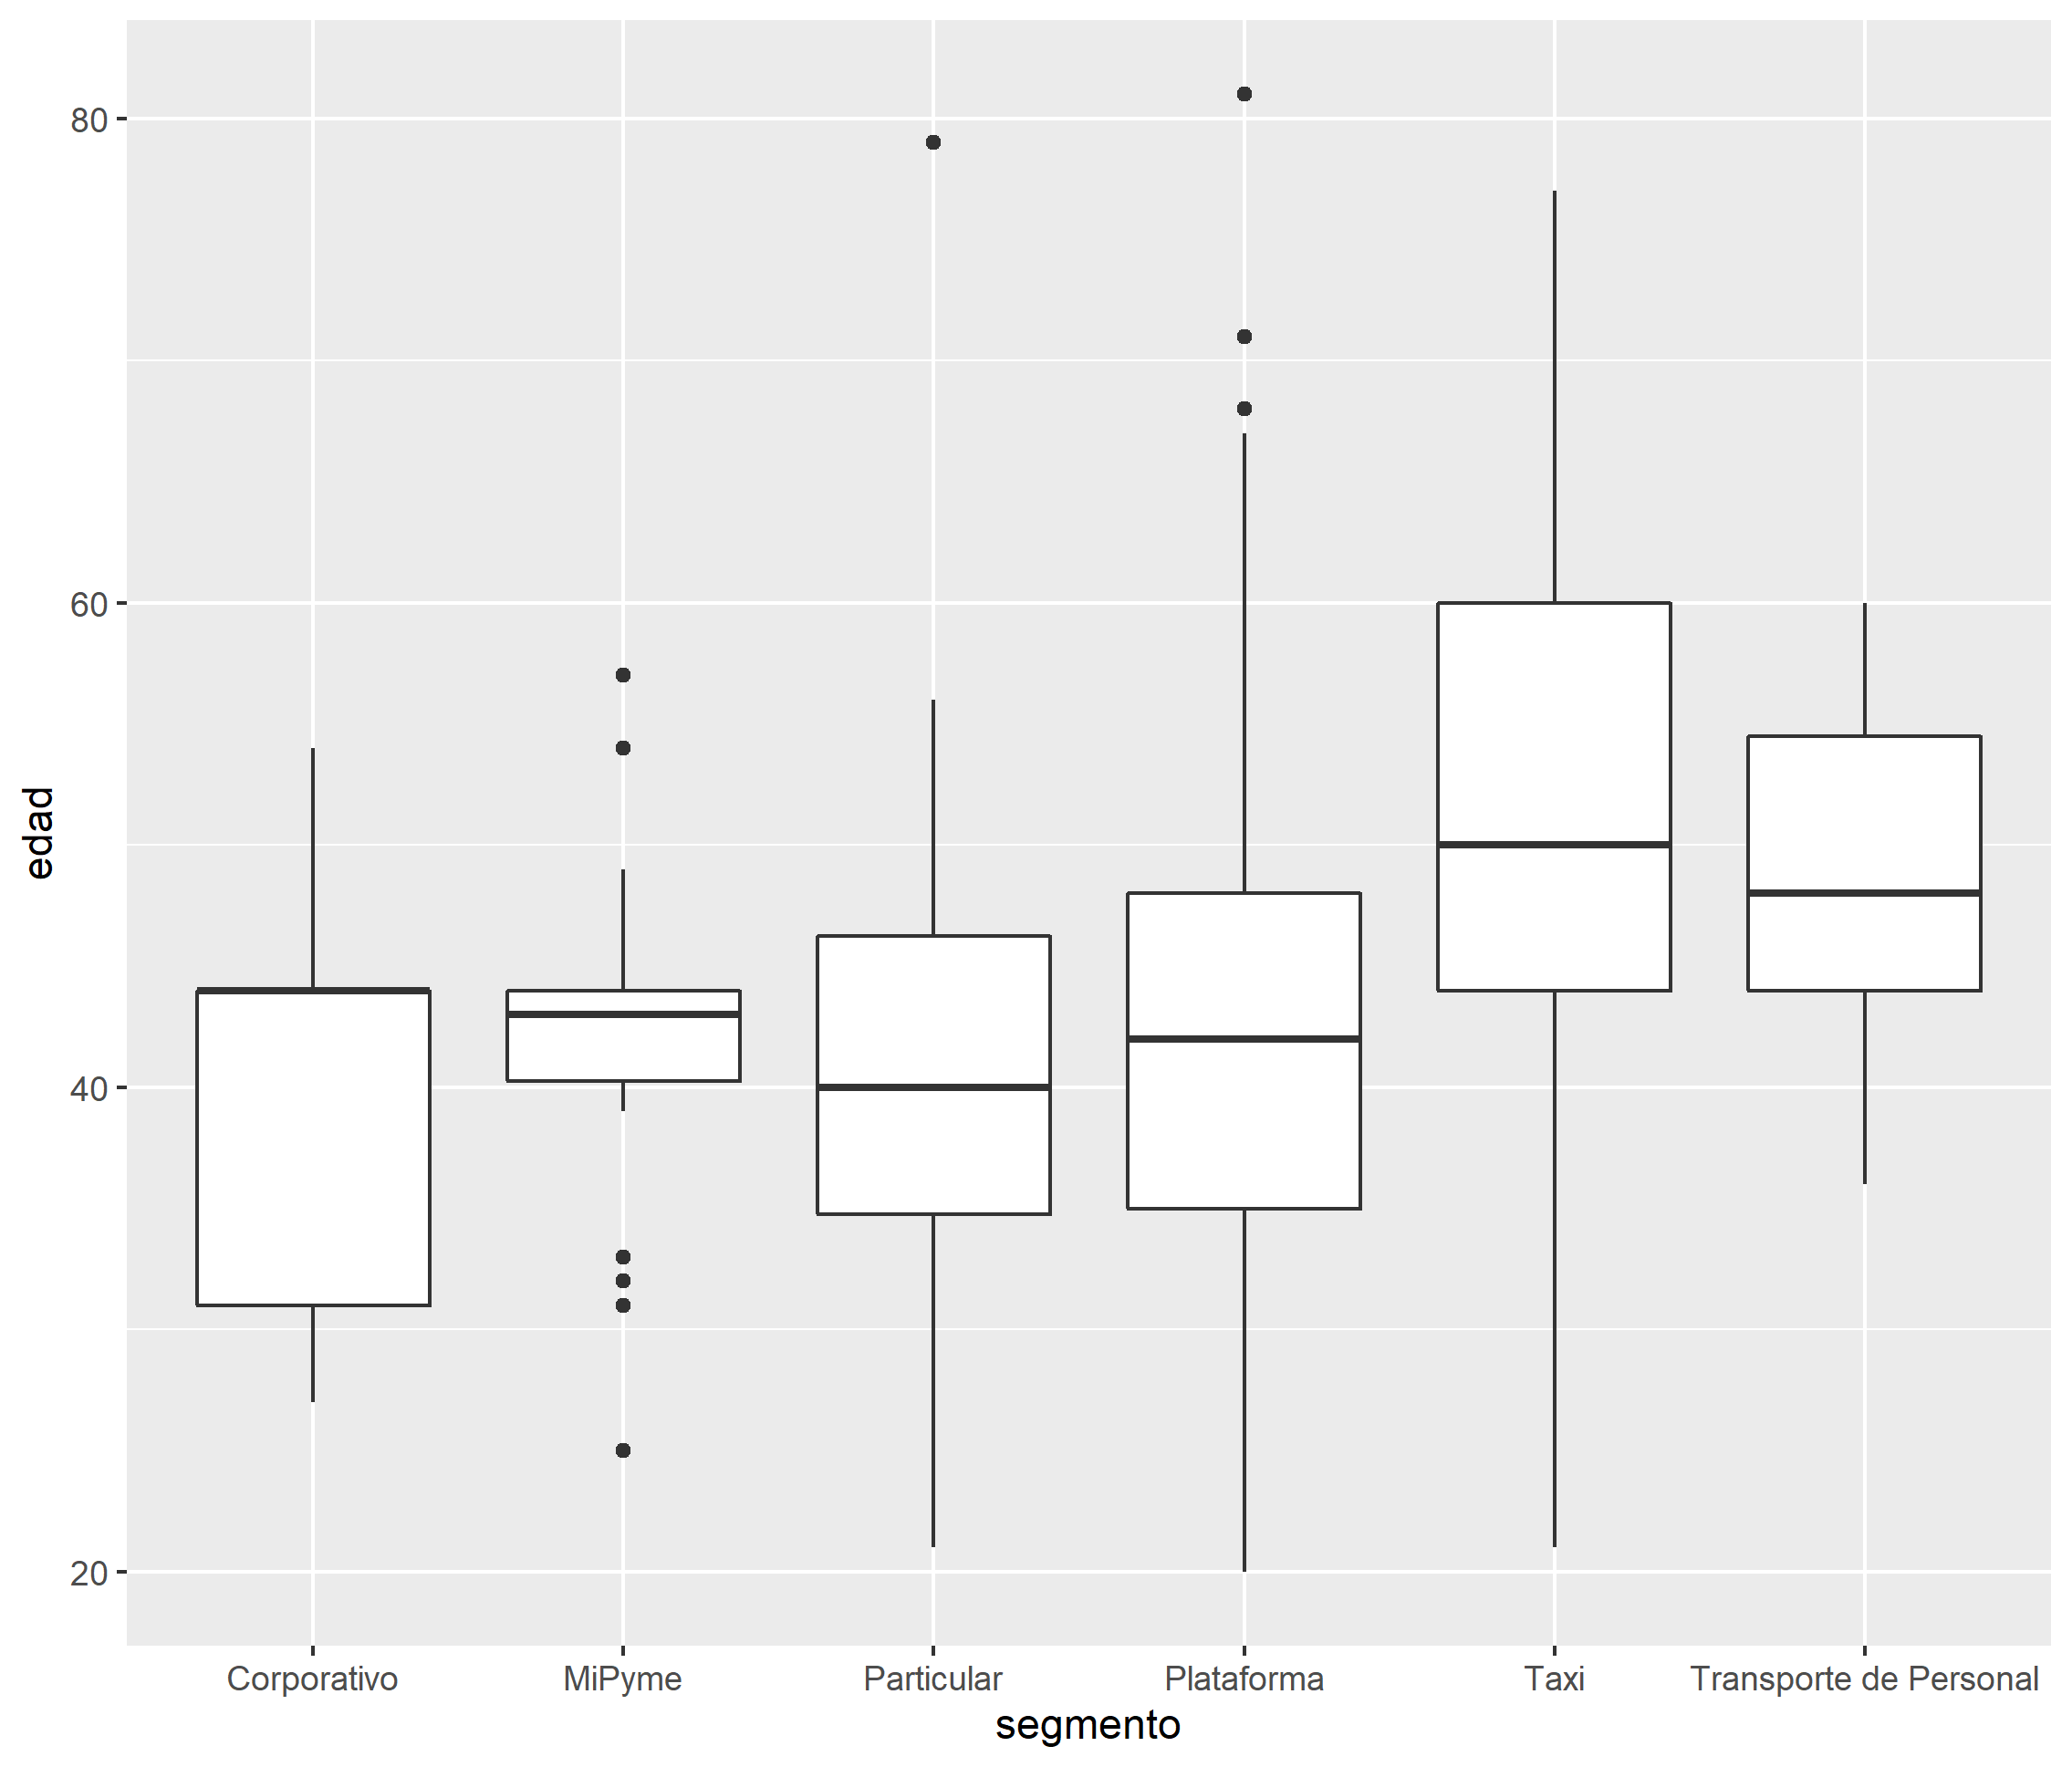 80
60
40
20
edad
Corporativo MiPyme Particular Plataforma Taxi Transporte de Personal
segmento